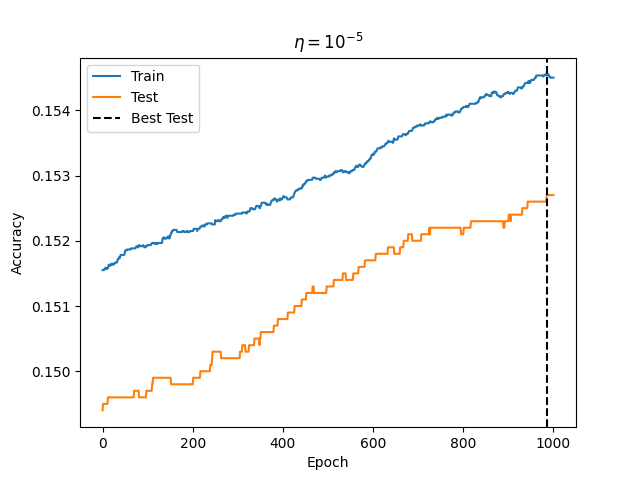 η = 10⁻⁵
Train
Test
Best Test
Accuracy
0.154
0.153
0.152
0.151
0.150
0 200 400 600 800 1000
Epoch